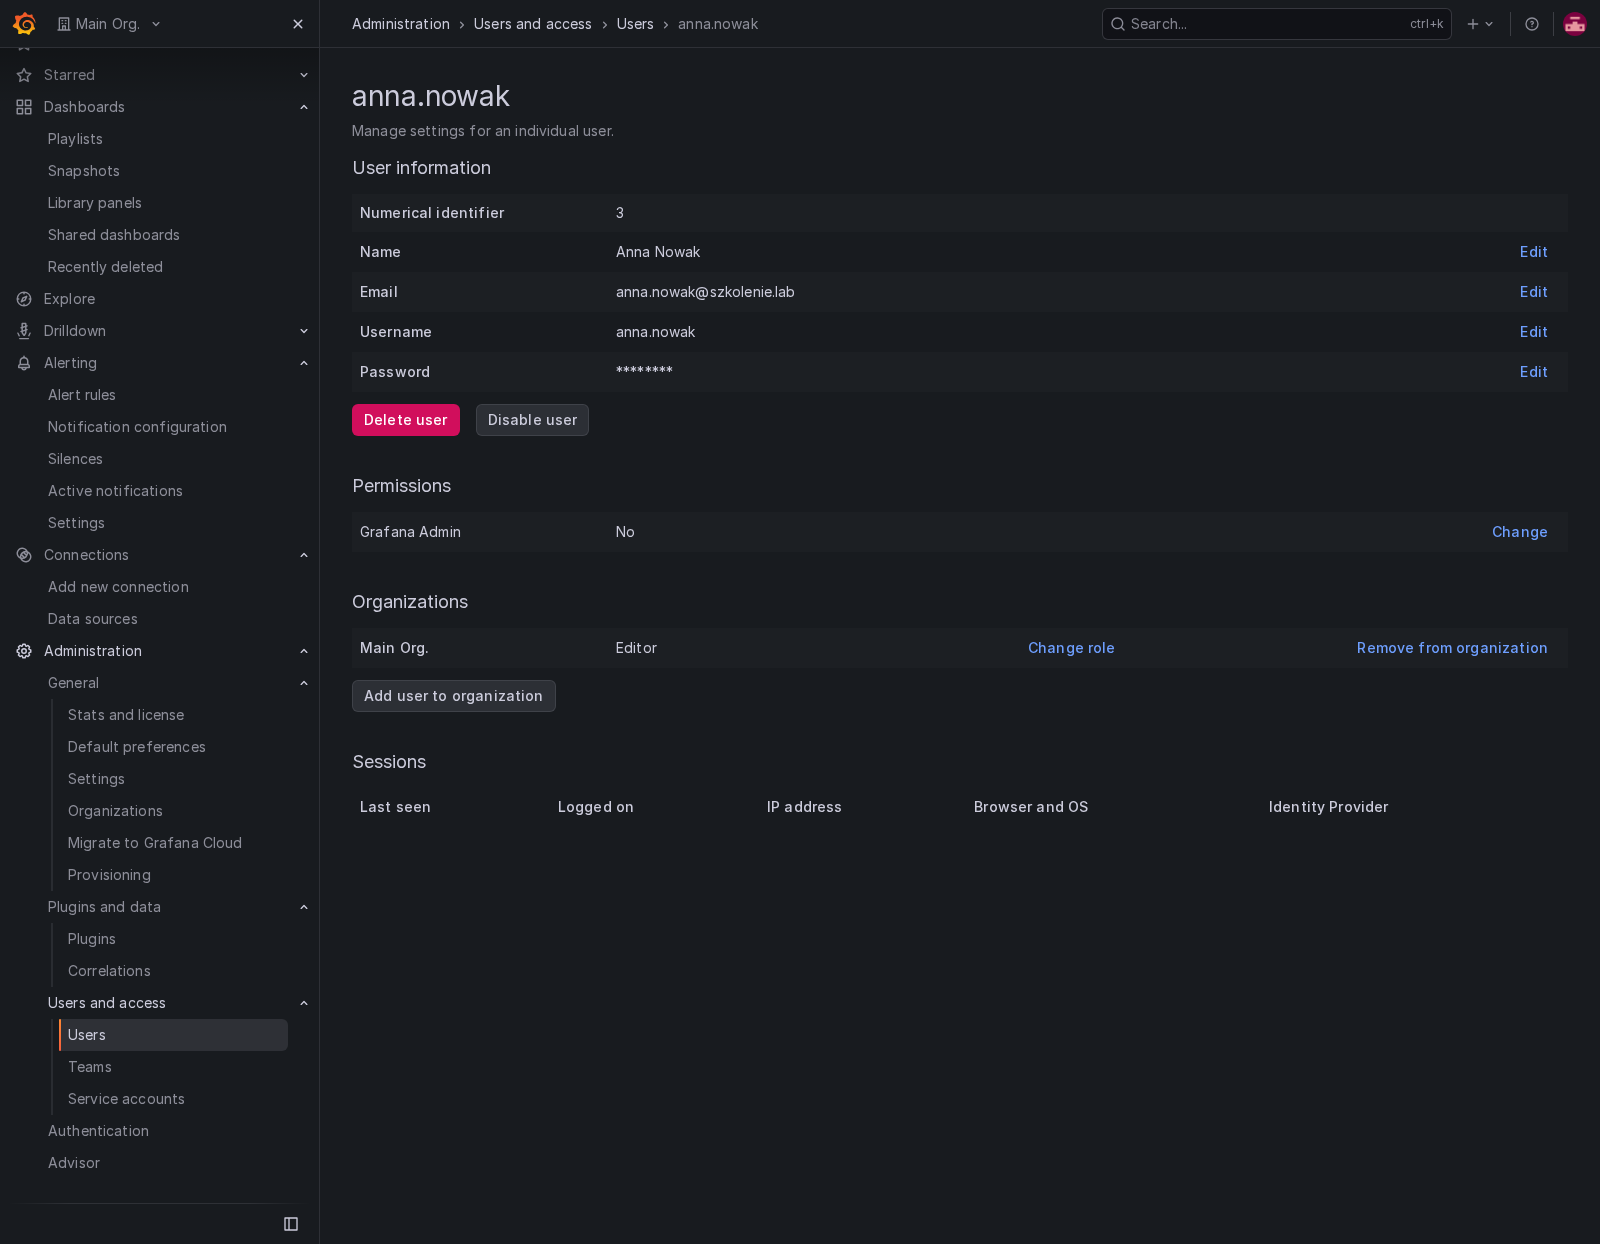 Main Org.
Administration > Users and access > Users > anna.nowak
Search...
ctrl+k
Starred
Dashboards
Playlists
Snapshots
Library panels
Shared dashboards
Recently deleted
Explore
Drilldown
Alerting
Alert rules
Notification configuration
Silences
Active notifications
Settings
Connections
Add new connection
Data sources
Administration
General
Stats and license
Default preferences
Settings
Organizations
Migrate to Grafana Cloud
Provisioning
Plugins and data
Plugins
Correlations
Users and access
Users
Teams
Service accounts
Authentication
Advisor
anna.nowak
Manage settings for an individual user.
User information
Numerical identifier 3
Name Anna Nowak Edit
Email anna.nowak@szkolenie.lab Edit
Username anna.nowak Edit
Password ******** Edit
Delete user Disable user
Permissions
Grafana Admin No Change
Organizations
Main Org. Editor Change role Remove from organization
Add user to organization
Sessions
Last seen Logged on IP address Browser and OS Identity Provider